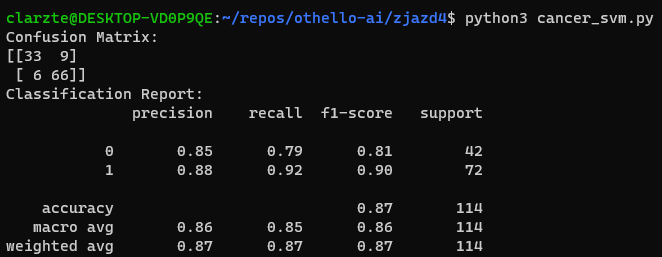 clarzte@DESKTOP-VD0P9QE:~/repos/othello-ai/zjazd4$ python3 cancer_svm.py
Confusion Matrix:
[[33  9]
 [ 6 66]]
Classification Report:
              precision    recall  f1-score   support

           0       0.85      0.79      0.81        42
           1       0.88      0.92      0.90        72

    accuracy                           0.87       114
   macro avg       0.86      0.85      0.86       114
weighted avg       0.87      0.87      0.87       114